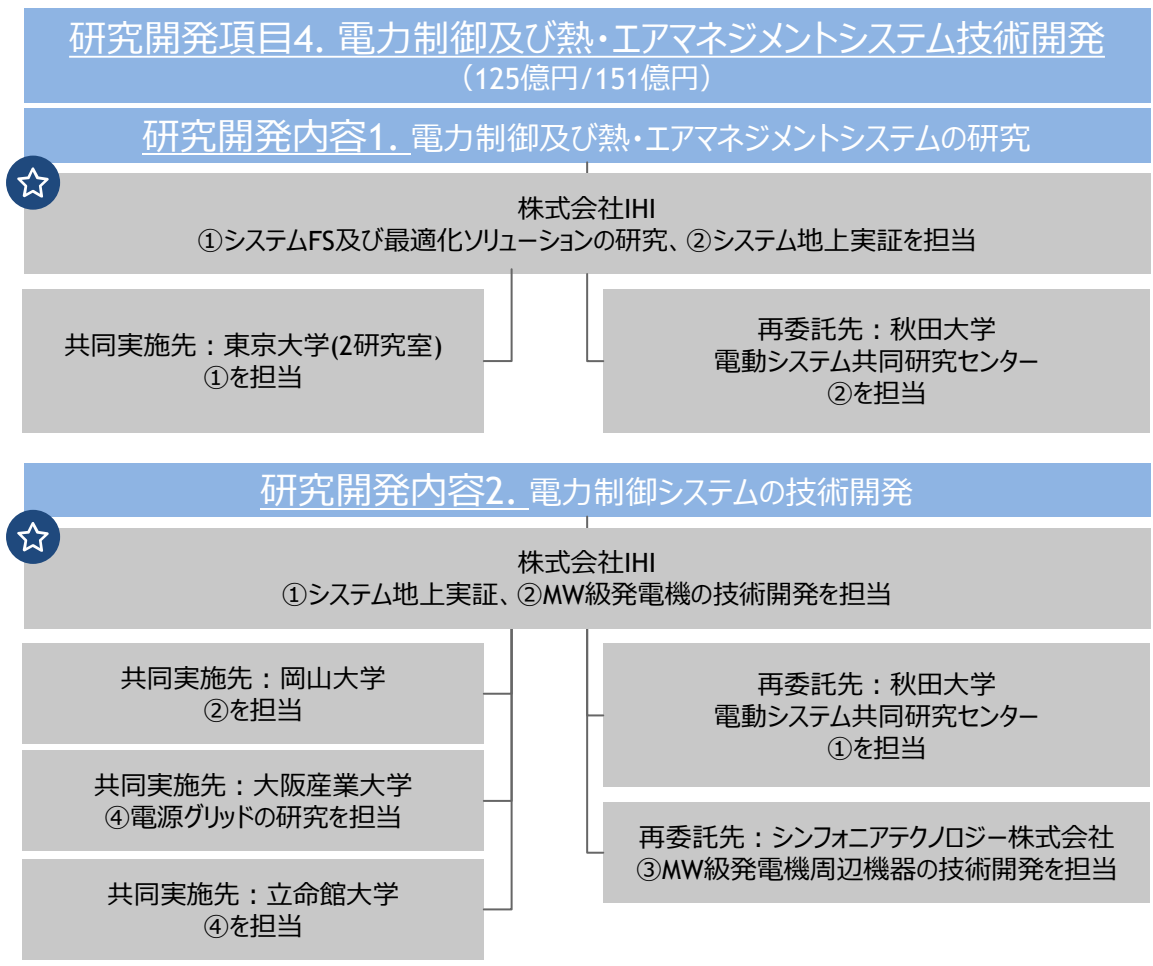 研究開発項目4. 電力制御及び熱・エアマネジメントシステム技術開発
（125億円/151億円）
研究開発内容1. 電力制御及び熱・エアマネジメントシステムの研究
株式会社IHI
①システムFS及び最適化ソリューションの研究、②システム地上実証を担当
共同実施先：東京大学(2研究室)
①を担当
再委託先：秋田大学
電動システム共同研究センター
②を担当
研究開発内容2. 電力制御システムの技術開発
株式会社IHI
①システム地上実証、②MW級発電機の技術開発を担当
共同実施先：岡山大学
②を担当
再委託先：秋田大学
電動システム共同研究センター
①を担当
共同実施先：大阪産業大学
④電源グリッドの研究を担当
再委託先：シンフォニアテクノロジー株式会社
③MW級発電機周辺機器の技術開発を担当
共同実施先：立命館大学
④を担当